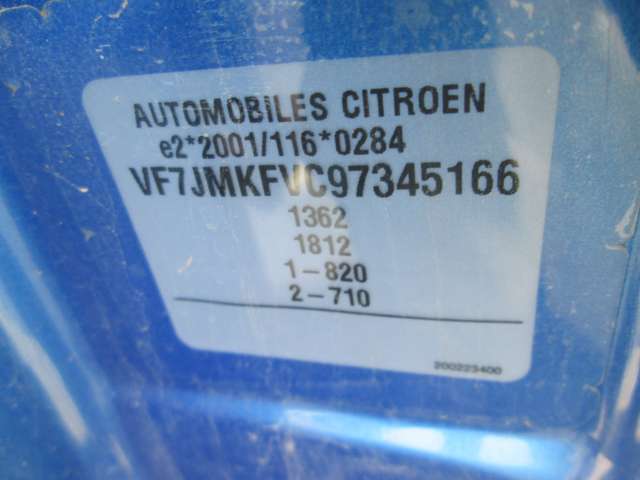 AUTOMOBILES CITROEN
e2*2001/116*0284
VF7JMKFVC97345166
1362
1812
1-820
2-710
200223400